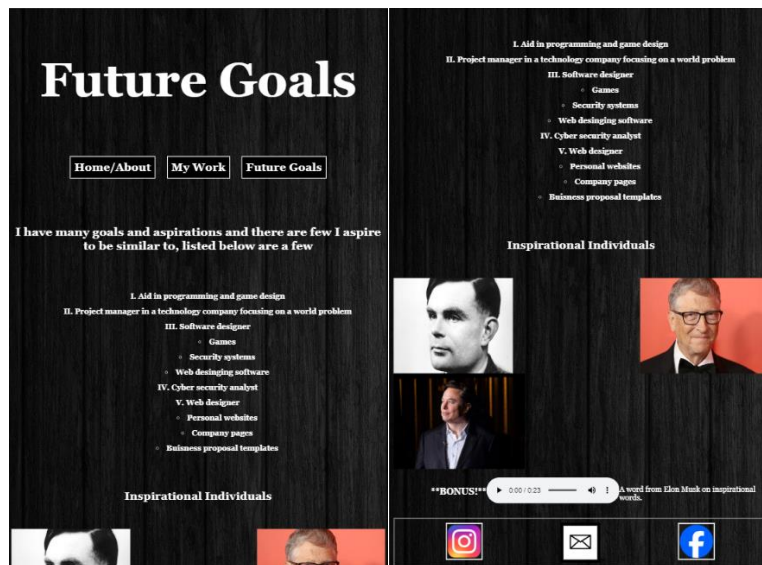 Future Goals
Home/About
My Work
Future Goals
I have many goals and aspirations and there are few I aspire
to be similar to, listed below are a few
I. Aid in programming and game design
II. Project manager in a technology company focusing on a world problem
III. Software designer
Games
Security systems
Web desinging software
IV. Cyber security analyst
V. Web designer
Personal websites
Company pages
Buisness proposal templates
Inspirational Individuals
I. Aid in programming and game design
II. Project manager in a technology company focusing on a world problem
III. Software designer
Games
Security systems
Web desinging software
IV. Cyber security analyst
V. Web designer
Personal websites
Company pages
Buisness proposal templates
Inspirational Individuals
**BONUS!**
0:00 / 0:23
A word from Elon Musk on inspirational
words.